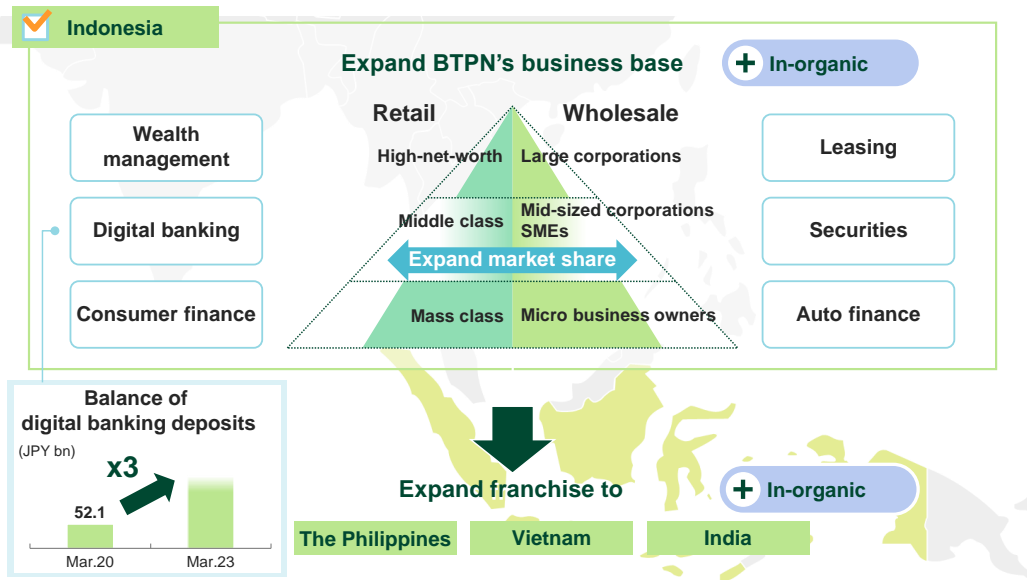 Indonesia
Expand BTPN's business base
+ In-organic
Retail
Wholesale
Wealth
management
Digital banking
Consumer finance
High-net-worth
Large corporations
Middle class
Mid-sized corporations
SMEs
Expand market share
Mass class
Micro business owners
Leasing
Securities
Auto finance
Balance of
digital banking deposits
(JPY bn)
x3
52.1
Mar.20
Mar.23
Expand franchise to
+ In-organic
The Philippines
Vietnam
India